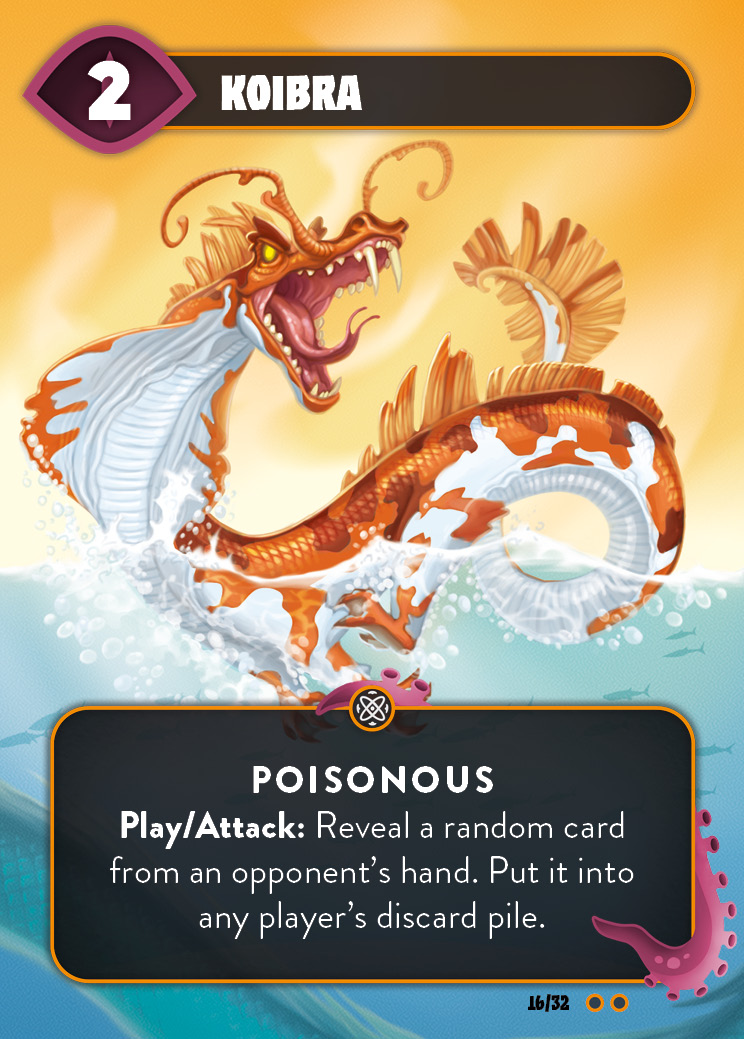 2
KOIBRA
POISONOUS
Play/Attack: Reveal a random card
from an opponent's hand. Put it into
any player's discard pile.
16/32